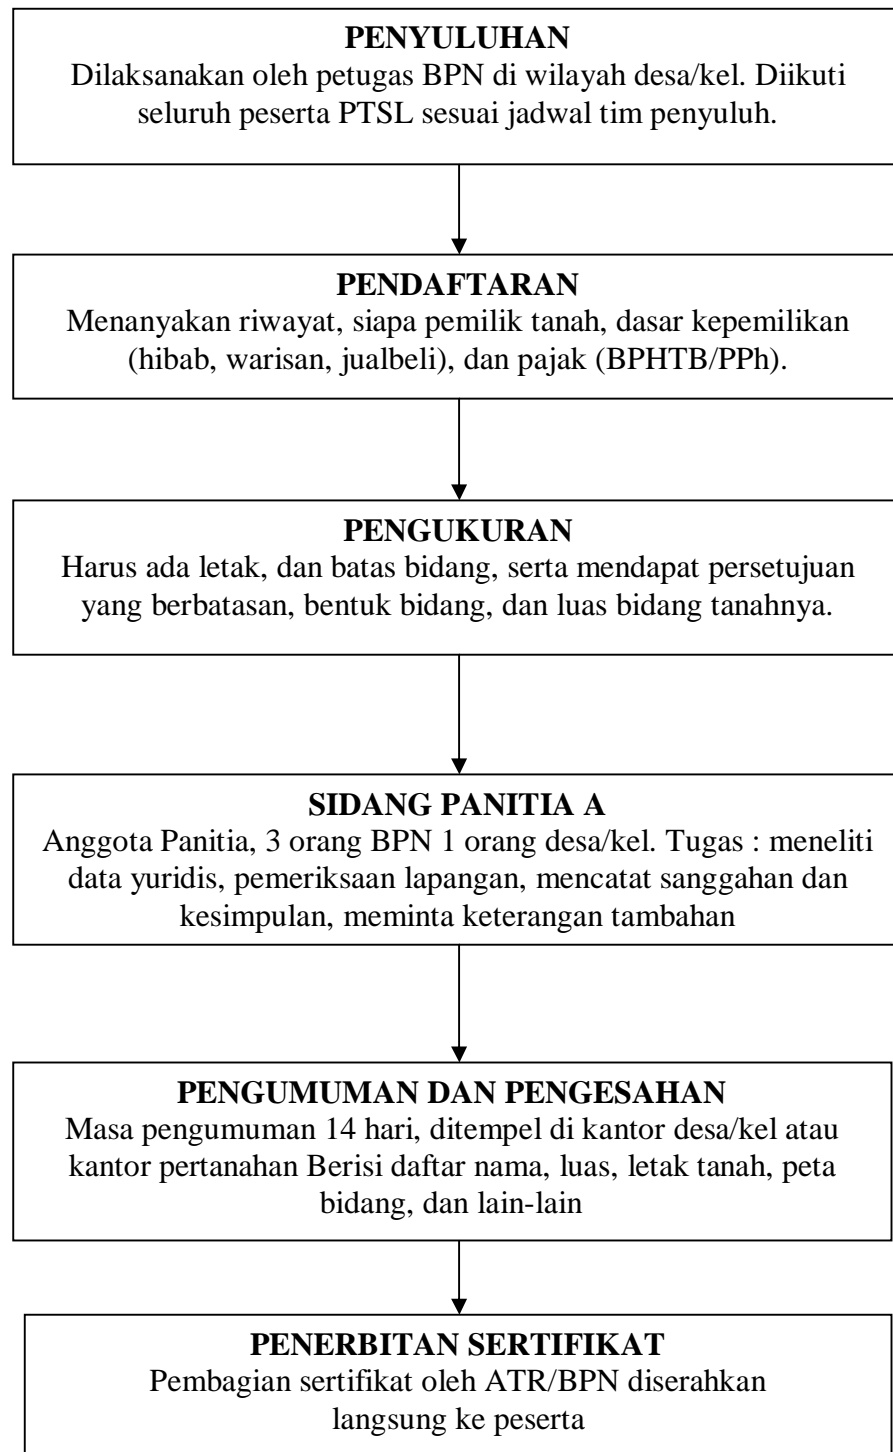 PENYULUHAN
Dilaksanakan oleh petugas BPN di wilayah desa/kel. Diikuti
seluruh peserta PTSL sesuai jadwal tim penyuluh.
PENDAFTARAN
Menanyakan riwayat, siapa pemilik tanah, dasar kepemilikan
(hibab, warisan, jualbeli), dan pajak (BPHTB/PPh).
PENGUKURAN
Harus ada letak, dan batas bidang, serta mendapat persetujuan
yang berbatasan, bentuk bidang, dan luas bidang tanahnya.
SIDANG PANITIA A
Anggota Panitia, 3 orang BPN 1 orang desa/kel. Tugas : meneliti
data yuridis, pemeriksaan lapangan, mencatat sanggahan dan
kesimpulan, meminta keterangan tambahan
PENGUMUMAN DAN PENGESAHAN
Masa pengumuman 14 hari, ditempel di kantor desa/kel atau
kantor pertanahan Berisi daftar nama, luas, letak tanah, peta
bidang, dan lain-lain
PENERBITAN SERTIFIKAT
Pembagian sertifikat oleh ATR/BPN diserahkan
langsung ke peserta